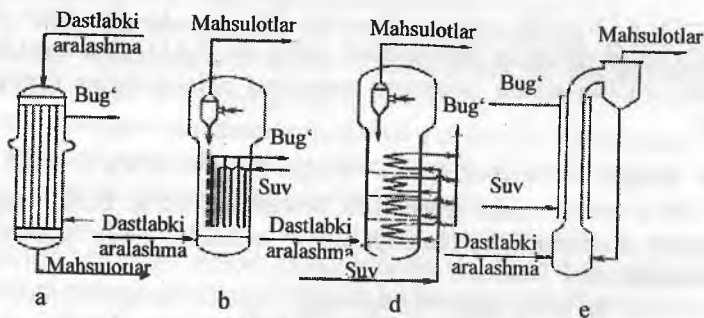 Dastlabki
aralashma
Bug‘
Mahsulotlar
a
Mahsulotlar
Bug‘
Suv
Dastlabki
aralashma
b
Mahsulotlar
Bug‘
Dastlabki
aralashma
Suv
d
Mahsulotlar
Bug‘
Suv
Dastlabki
aralashma
e